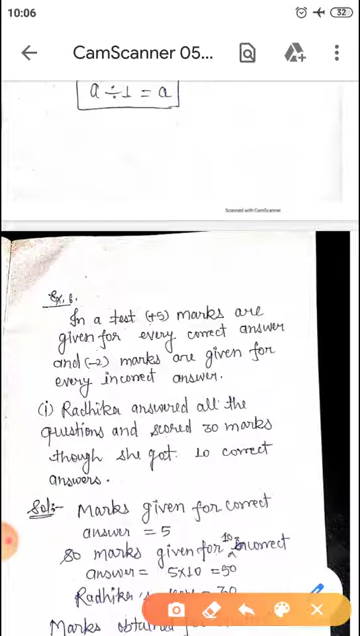 10:06
32
CamScanner 05...
a ÷ 1 = a
Scanned with CamScanner
Ex. 6.
In a test (+5) marks are
given for every correct answer
and (-2) marks are given for
every incorrect answer.
(i) Radhika answered all the
questions and scored 30 marks
though she got 10 correct
answers.
Sol:- Marks given for correct
answer = 5
So marks given for 10 correct
answer = 5x10 = 50
Radhika's
Marks obtained for